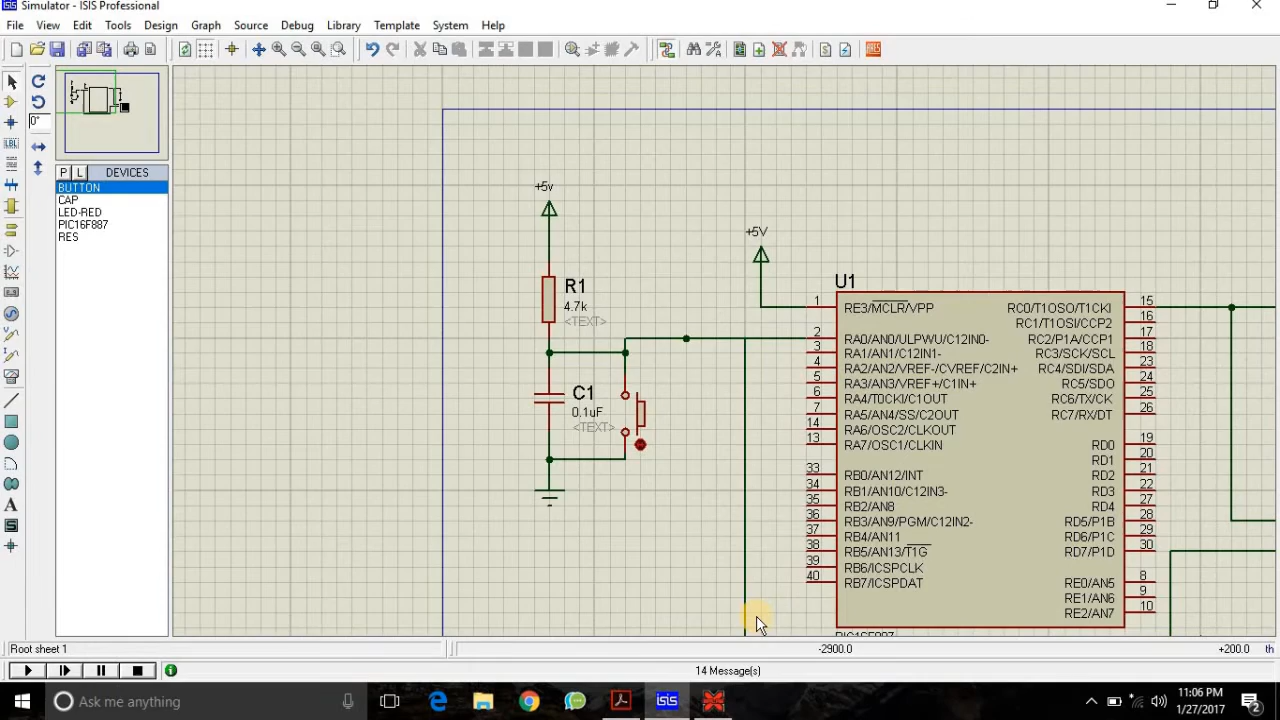 Simulator - ISIS Professional
File View Edit Tools Design Graph Source Debug Library Template System Help
P L DEVICES
BUTTON
CAP
LED-RED
PIC16F887
RES
0°
LBL
A
S
ARES
+5v
R1
4.7k
<TEXT>
C1
0.1uF
<TEXT>
+5V
U1
1 RE3/MCLR/VPP RC0/T1OSO/T1CKI 15
RC1/T1OSI/CCP2 16
2 RA0/AN0/ULPWU/C12IN0- RC2/P1A/CCP1 17
3 RA1/AN1/C12IN1- RC3/SCK/SCL 18
4 RA2/AN2/VREF-/CVREF/C2IN+ RC4/SDI/SDA 23
5 RA3/AN3/VREF+/C1IN+ RC5/SDO 24
6 RA4/T0CKI/C1OUT RC6/TX/CK 25
7 RA5/AN4/SS/C2OUT RC7/RX/DT 26
14 RA6/OSC2/CLKOUT
13 RA7/OSC1/CLKIN RD0 19
RD1 20
33 RB0/AN12/INT RD2 21
34 RB1/AN10/C12IN3- RD3 22
35 RB2/AN8 RD4 27
36 RB3/AN9/PGM/C12IN2- RD5/P1B 28
37 RB4/AN11 RD6/P1C 29
38 RB5/AN13/T1G RD7/P1D 30
39 RB6/ICSPCLK
40 RB7/ICSPDAT RE0/AN5 8
RE1/AN6 9
RE2/AN7 10
PIC16F887
Root sheet 1 -2900.0 +200.0 th
14 Message(s)
Ask me anything
isis
11:06 PM
1/27/2017
2